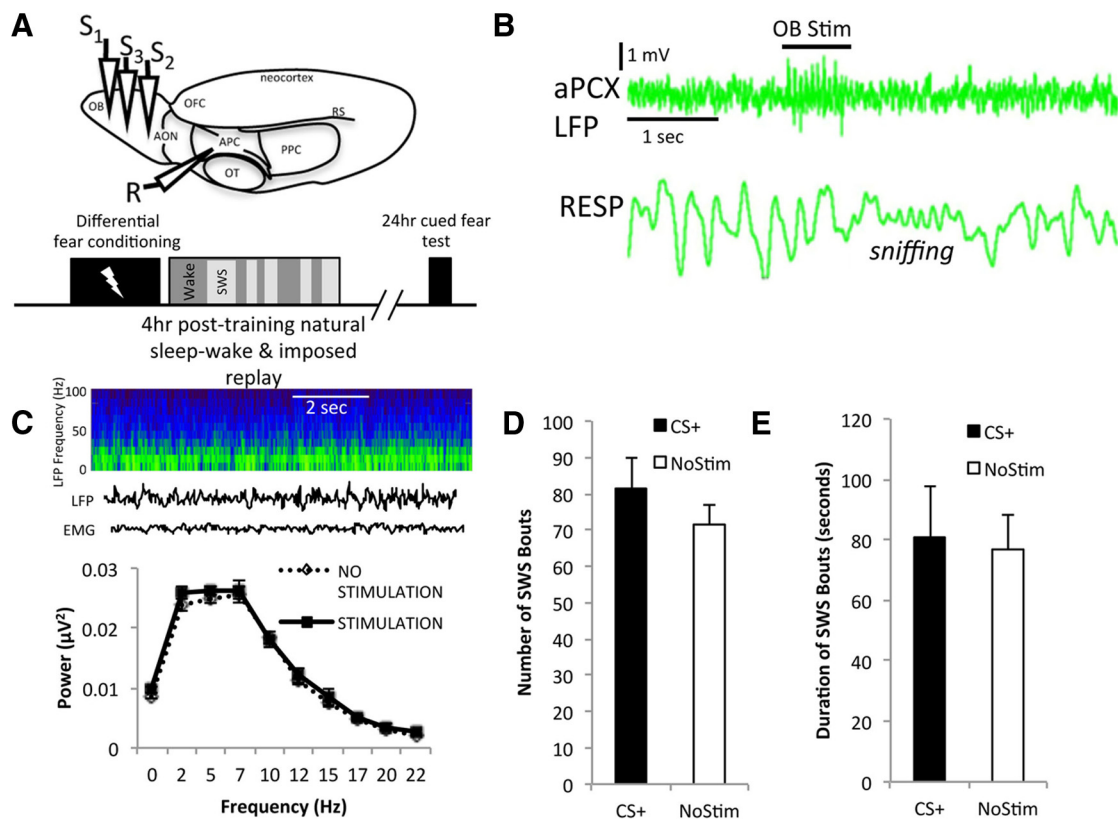 A
S1
S3
S2
neocortex
OB
OFC
RS
AON
APC
PPC
OT
R
Differential
fear conditioning
24hr cued fear
test
Wake
SWS
4hr post-training natural
sleep-wake & imposed
replay
B
OB Stim
1 mV
aPCX
LFP
1 sec
RESP
sniffing
C
LFP Frequency (Hz)
100
50
0
2 sec
LFP
EMG
0.03
0.02
0.01
0
Power (µV²)
NO
STIMULATION
STIMULATION
0 2 5 7 10 12 15 17 20 22
Frequency (Hz)
D
CS+
NoStim
100
90
80
70
60
50
40
30
20
10
0
Number of SWS Bouts
CS+ NoStim
E
CS+
NoStim
120
100
80
60
40
20
0
Duration of SWS Bouts (seconds)
CS+ NoStim